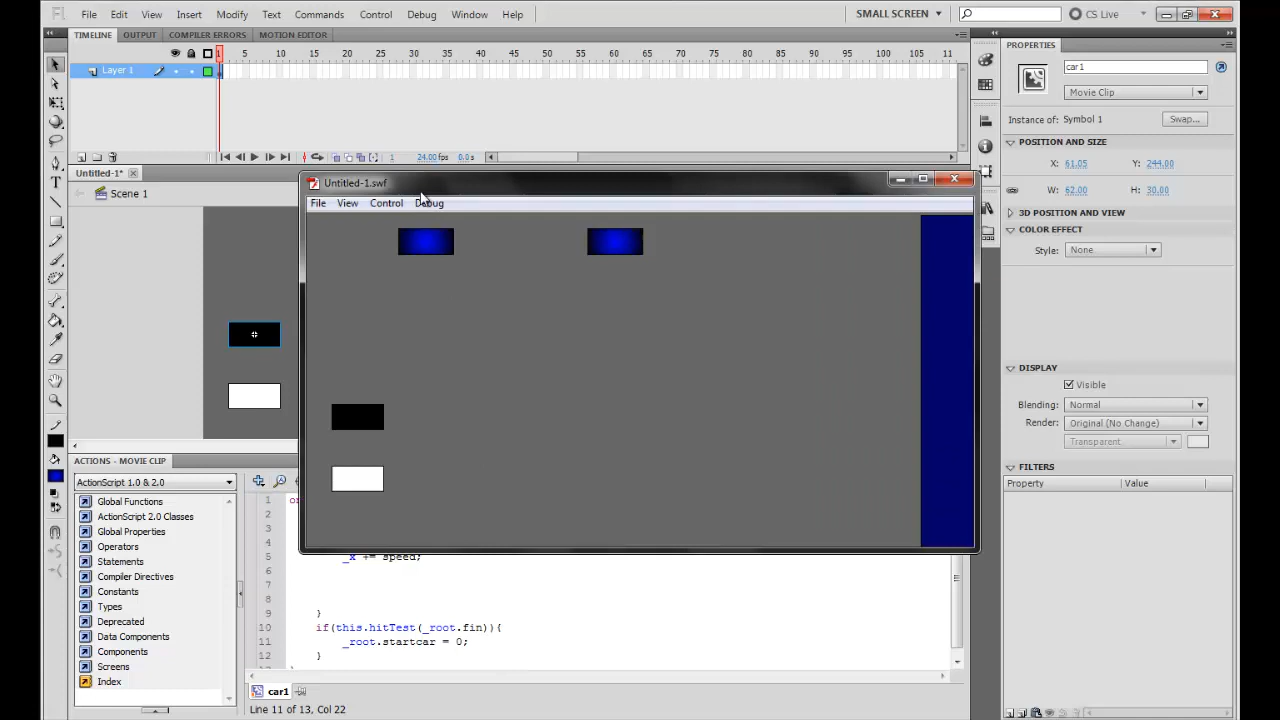 Fl File Edit View Insert Modify Text Commands Control Debug Window Help SMALL SCREEN CS Live
TIMELINE OUTPUT COMPILER ERRORS MOTION EDITOR
1 5 10 15 20 25 30 35 40 45 50 55 60 65 70 75 80 85 90 95 100 105 11
Layer 1
1 24.00 fps 0.0s
Untitled-1*
Scene 1
Untitled-1.swf
File View Control Debug
ACTIONS - MOVIE CLIP
ActionScript 1.0 & 2.0
Global Functions
ActionScript 2.0 Classes
Global Properties
Operators
Statements
Compiler Directives
Constants
Types
Deprecated
Data Components
Components
Screens
Index
1
2
3
4
5 _x += speed;
6
7
8
9 }
10 if(this.hitTest(_root.fin)){
11 _root.startcar = 0;
12 }
car1
Line 11 of 13, Col 22
PROPERTIES
car1
Movie Clip
Instance of: Symbol 1 Swap...
POSITION AND SIZE
X: 61.05 Y: 244.00
W: 62.00 H: 30.00
3D POSITION AND VIEW
COLOR EFFECT
Style: None
DISPLAY
Visible
Blending: Normal
Render: Original (No Change)
Transparent
FILTERS
Property Value